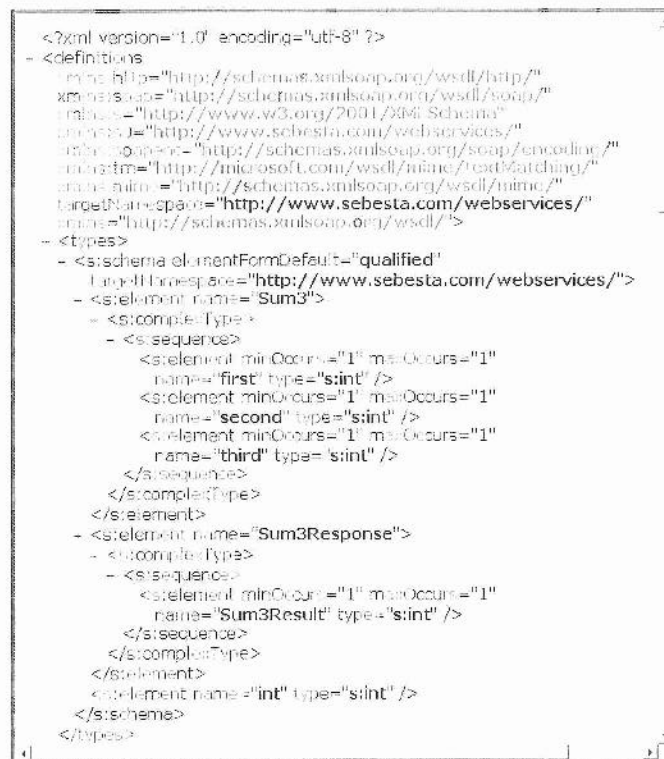 <?xml version="1.0" encoding="utf-8" ?>
- <definitions
xmlns:http="http://schemas.xmlsoap.org/wsdl/http/"
xmlns:soap="http://schemas.xmlsoap.org/wsdl/soap/"
xmlns:s="http://www.w3.org/2001/XMLSchema"
="http://www.sebesta.com/webservices/"
xmlns:soapenc="http://schemas.xmlsoap.org/soap/encoding/"
xmlns:tm="http://microsoft.com/wsdl/mime/textMatching/"
xmlns:mime="http://schemas.xmlsoap.org/wsdl/mime/"
targetNamespace="http://www.sebesta.com/webservices/"
xmlns="http://schemas.xmlsoap.org/wsdl/">
- <types>
- <s:schema elementFormDefault="qualified"
targetNamespace="http://www.sebesta.com/webservices/">
- <s:element name="Sum3">
- <s:complexType>
- <s:sequence>
<s:element minOccurs="1" maxOccurs="1"
name="first" type="s:int" />
<s:element minOccurs="1" maxOccurs="1"
name="second" type="s:int" />
<s:element minOccurs="1" maxOccurs="1"
name="third" type="s:int" />
</s:sequence>
</s:complexType>
</s:element>
- <s:element name="Sum3Response">
- <s:complexType>
- <s:sequence>
<s:element minOccurs="1" maxOccurs="1"
name="Sum3Result" type="s:int" />
</s:sequence>
</s:complexType>
</s:element>
<s:element name="int" type="s:int" />
</s:schema>
</types>